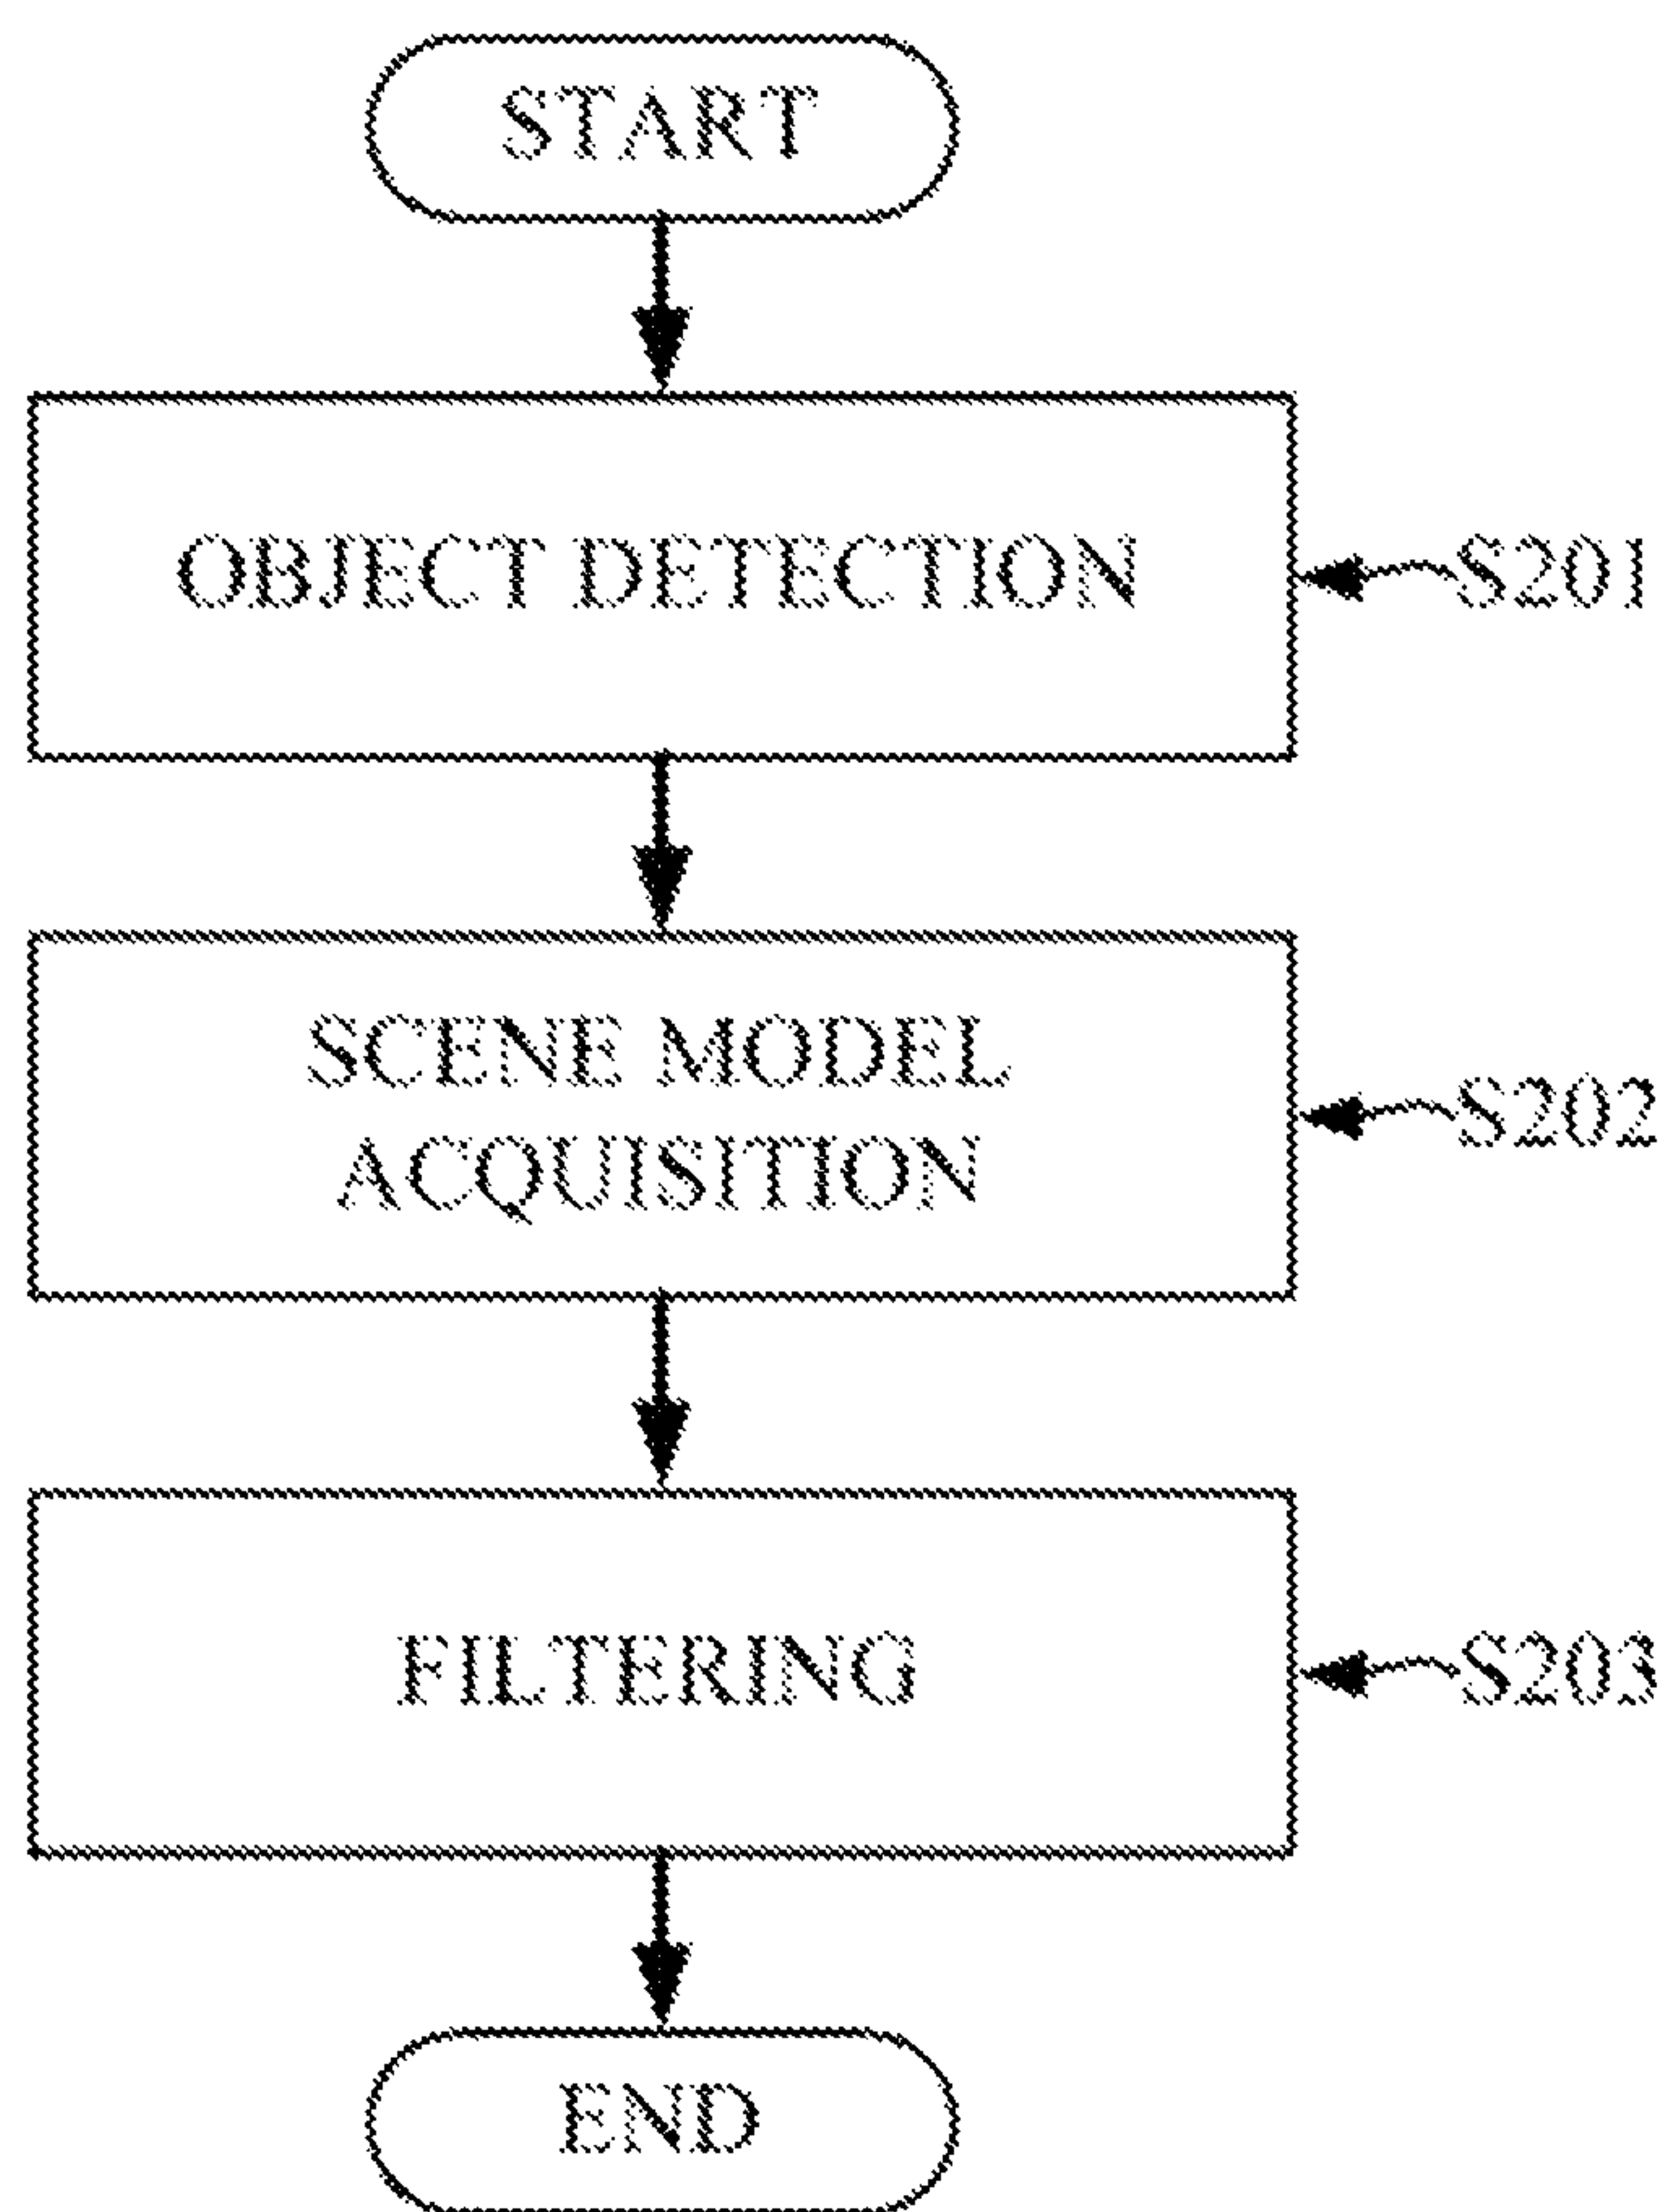 START
OBJECT DETECTION
S201
SCENE MODEL
ACQUISITION
S202
FILTERING
S203
END